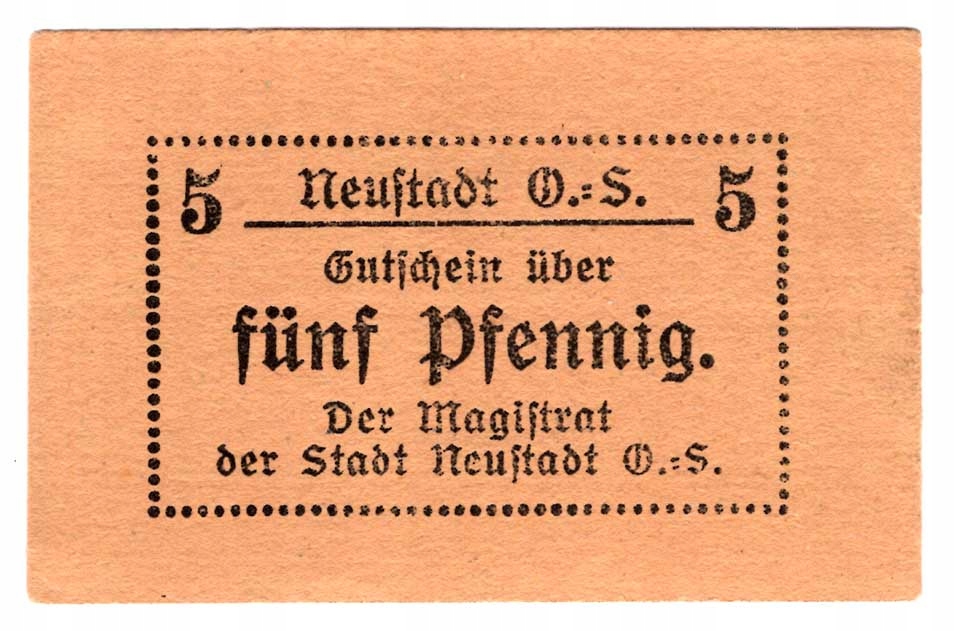 5 Neustadt O.=S. 5
Gutschein über
fünf Pfennig.
Der Magistrat
der Stadt Neustadt O.=S.